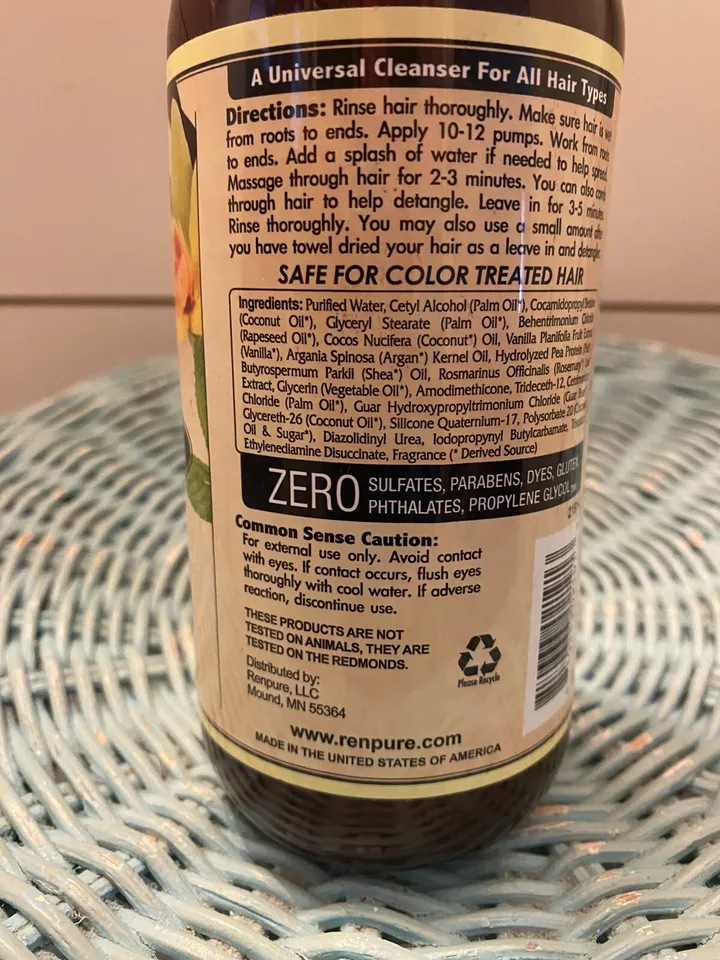 A Universal Cleanser For All Hair Types
Directions: Rinse hair thoroughly. Make sure hair is wet
from roots to ends. Apply 10-12 pumps. Work from roots
to ends. Add a splash of water if needed to help spread.
Massage through hair for 2-3 minutes. You can also comb
through hair to help detangle. Leave in for 3-5 minutes.
Rinse thoroughly. You may also use a small amount after
you have towel dried your hair as a leave in and detangler.
SAFE FOR COLOR TREATED HAIR
Ingredients: Purified Water, Cetyl Alcohol (Palm Oil*), Cocamidopropyl Betaine
(Coconut Oil*), Glyceryl Stearate (Palm Oil*), Behentrimonium Chloride
(Rapeseed Oil*), Cocos Nucifera (Coconut*) Oil, Vanilla Planifolia Fruit Extract
(Vanilla*), Argania Spinosa (Argan*) Kernel Oil, Hydrolyzed Pea Protein
Butyrospermum Parkii (Shea*) Oil, Rosmarinus Officinalis (Rosemary*)
Extract, Glycerin (Vegetable Oil*), Amodimethicone, Trideceth-12,
Chloride (Palm Oil*), Guar Hydroxypropyltrimonium Chloride (Guar
Glycereth-26 (Coconut Oil*), Silicone Quaternium-17, Polysorbate 20
Oil & Sugar*), Diazolidinyl Urea, Iodopropynyl Butylcarbamate,
Ethylenediamine Disuccinate, Fragrance (* Derived Source)
ZERO SULFATES, PARABENS, DYES, GLUTEN
PHTHALATES, PROPYLENE GLYCOL
Common Sense Caution:
For external use only. Avoid contact
with eyes. If contact occurs, flush eyes
thoroughly with cool water. If adverse
reaction, discontinue use.
THESE PRODUCTS ARE NOT
TESTED ON ANIMALS, THEY ARE
TESTED ON THE REDMONDS.
Distributed by:
Renpure, LLC
Mound, MN 55364
Please Recycle
www.renpure.com
MADE IN THE UNITED STATES OF AMERICA